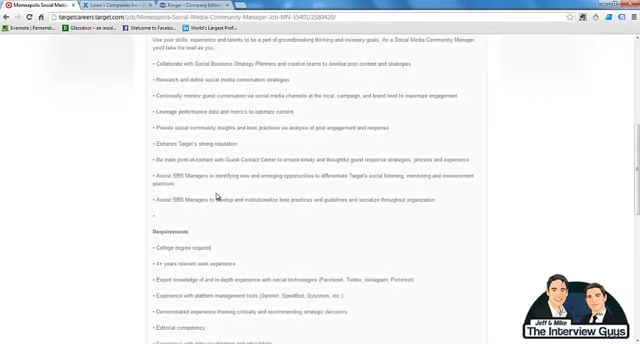 Minneapolis Social Media
Lowe's Companies Inc
Kroger - Company Inform
targetcareers.target.com/job/Minneapolis-Social-Media-Community-Manager-Job-MN-55401/2180420/
Evernote
Glassdoor – an inside
LinkedIn
World's Largest Prof
Use your skills, experience and talents to be a part of groundbreaking thinking and visionary goals. As a Social Media Community Manager,
you'll take the lead as you.
• Collaborate with Social Business Strategy Planners and creative teams to develop post content and strategies
• Research and define social media conversation strategies
• Continually monitor guest conversation via social media channels at the local, campaign, and brand level to maximize engagement
• Leverage performance data and metrics to optimize content
• Provide social community insights and best practices via analysis of post engagement and response
• Enhance Target's strong reputation
• Be main point-of-contact with Guest Contact Center to ensure timely and thoughtful guest response strategies, process and experience
• Assist SBS Managers in identifying new and emerging opportunities to differentiate Target's social listening, monitoring and measurement
practices
• Assist SBS Managers to develop and institutionalize best practices and guidelines and socialize throughout organization
•
Requirements
• College degree required
• 4+ years relevant work experience
• Expert knowledge of and in-depth experience with social technologies (Facebook, Twitter, Instagram, Pinterest)
• Experience with platform management tools (Sprinklr, Spredfast, Sysomos, etc.)
• Demonstrated experience thinking critically and recommending strategic decisions
• Editorial competency
Jeff & Mike
The Interview Guys